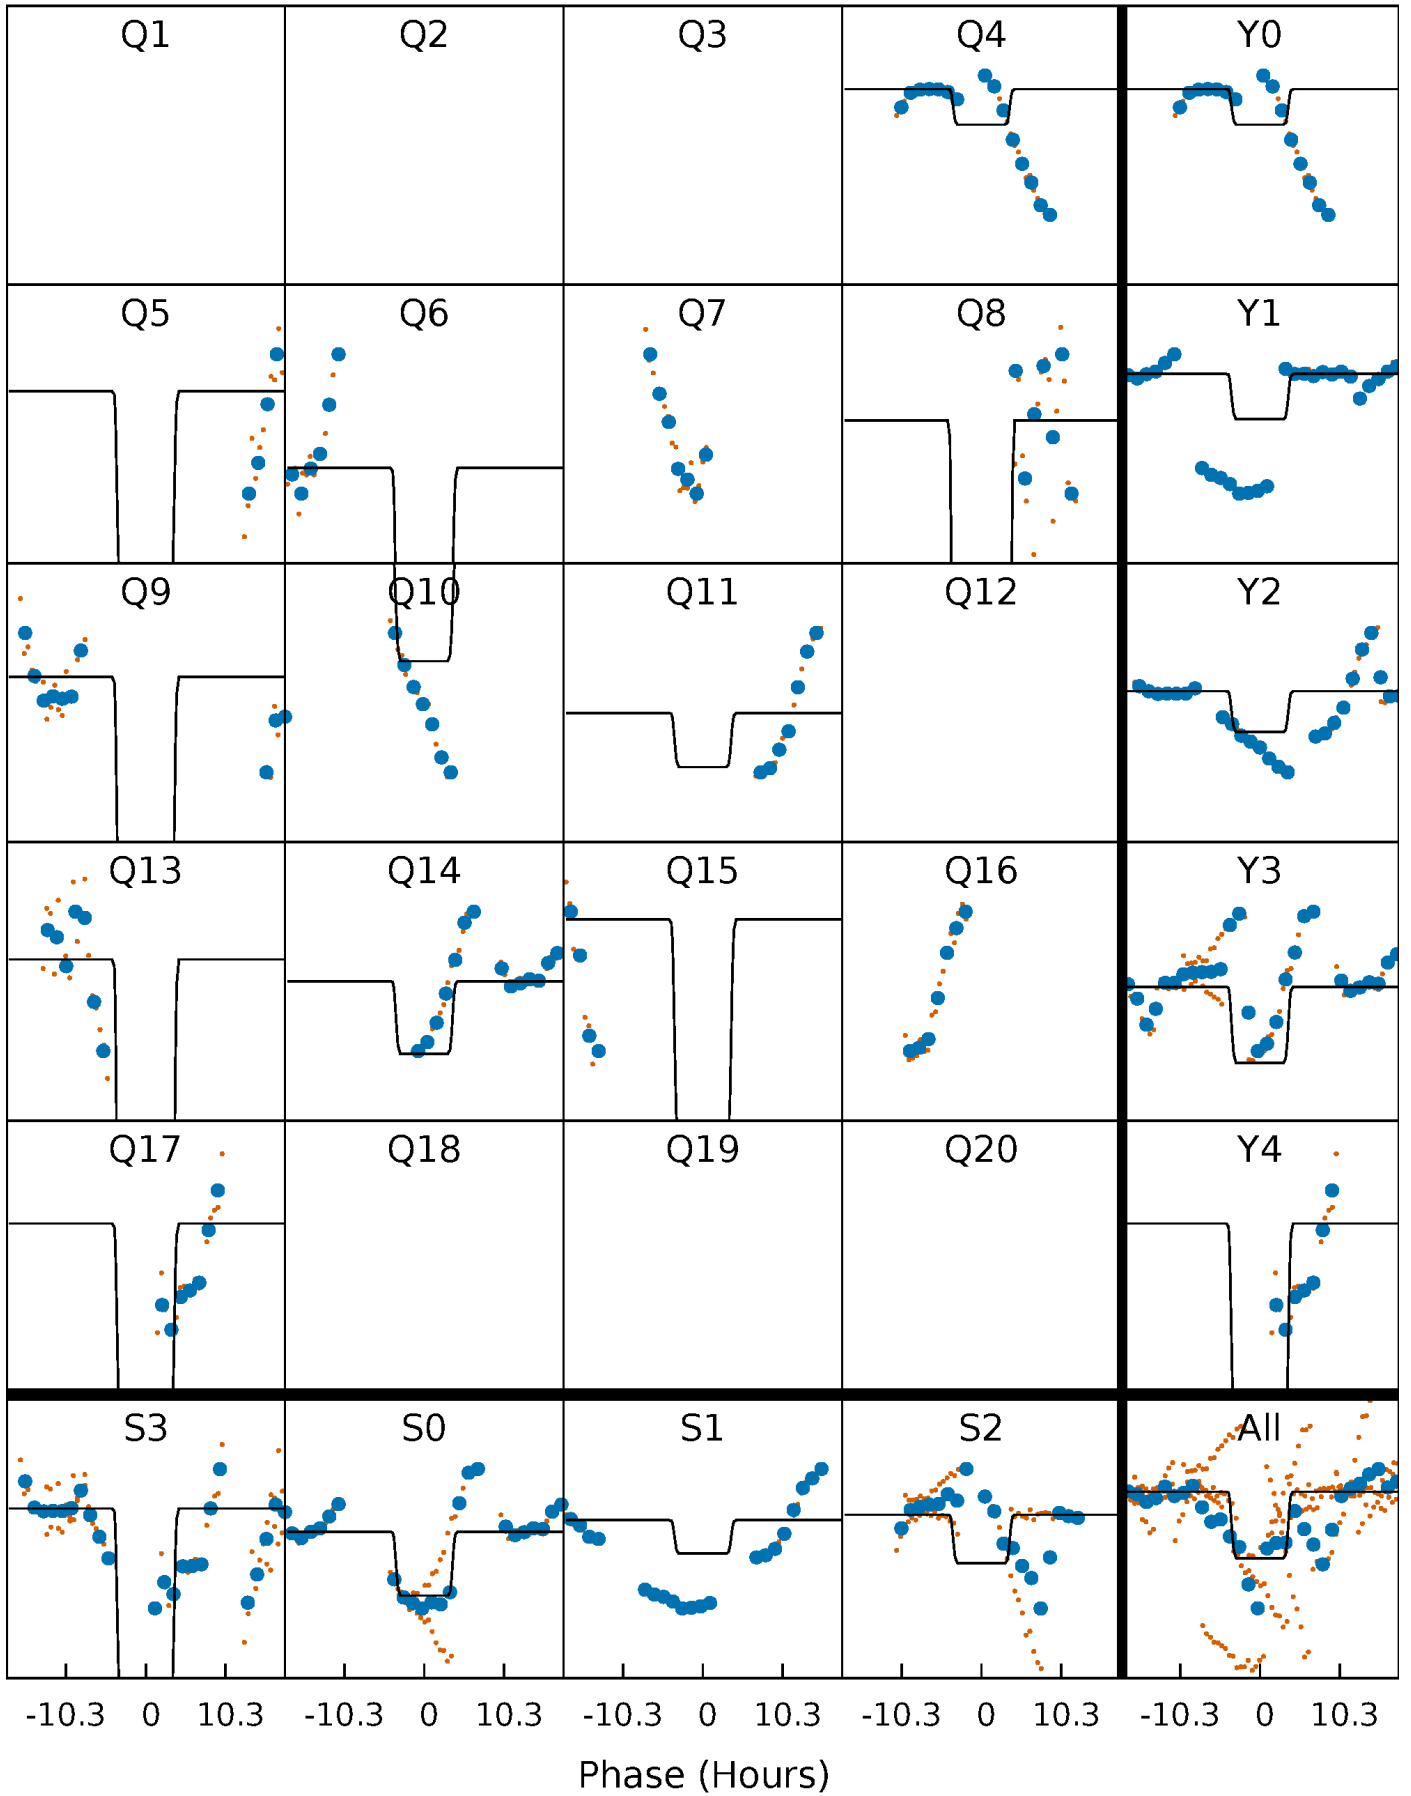 Q1 Q2 Q3 Q4 Y0
Q5 Q6 Q7 Q8 Y1
Q9 Q10 Q11 Q12 Y2
Q13 Q14 Q15 Q16 Y3
Q17 Q18 Q19 Q20 Y4
S3 S0 S1 S2 All
-10.3 0 10.3 -10.3 0 10.3 -10.3 0 10.3 -10.3 0 10.3 -10.3 0 10.3
Phase (Hours)